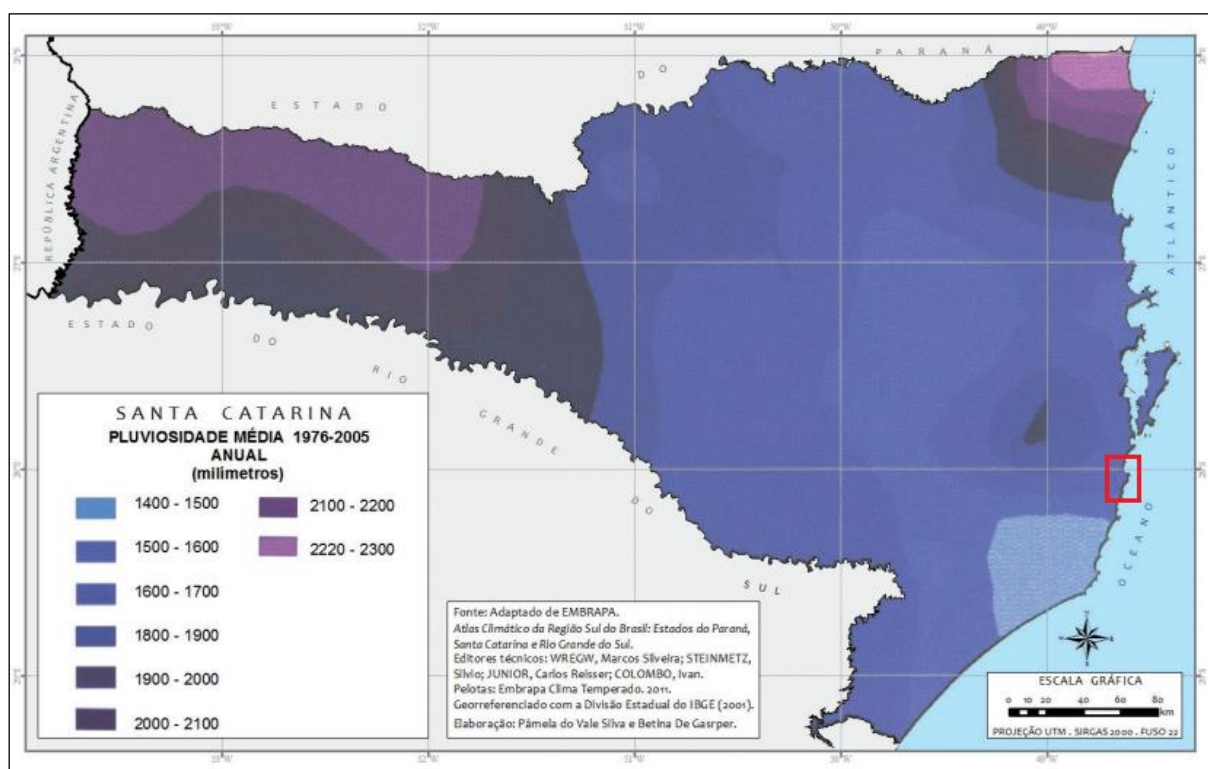 PARANÁ
DO
ESTADO
REPÚBLICA ARGENTINA
ATLÂNTICO
OCEANO
ESTADO
DO
RIO
GRANDE
DO
SUL
SANTA CATARINA
PLUVIOSIDADE MÉDIA 1976-2005
ANUAL
(milímetros)
1400 - 1500
1500 - 1600
1600 - 1700
1800 - 1900
1900 - 2000
2000 - 2100
2100 - 2200
2220 - 2300
Fonte: Adaptado de EMBRAPA.
Atlas Climático da Região Sul do Brasil: Estados do Paraná,
Santa Catarina e Rio Grande do Sul.
Editores técnicos: WREGW, Marcos Silveira; STEINMETZ,
Silvio; JUNIOR, Carlos Reisser; COLOMBO, Ivan.
Pelotas: Embrapa Clima Temperado. 2011.
Georreferenciado com a Divisão Estadual do IBGE (2001).
Elaboração: Pâmela do Vale Silva e Betina De Gasrper.
ESCALA GRÁFICA
0 10 20 40 60 80
km
PROJEÇÃO UTM . SIRGAS 2000 . FUSO 22